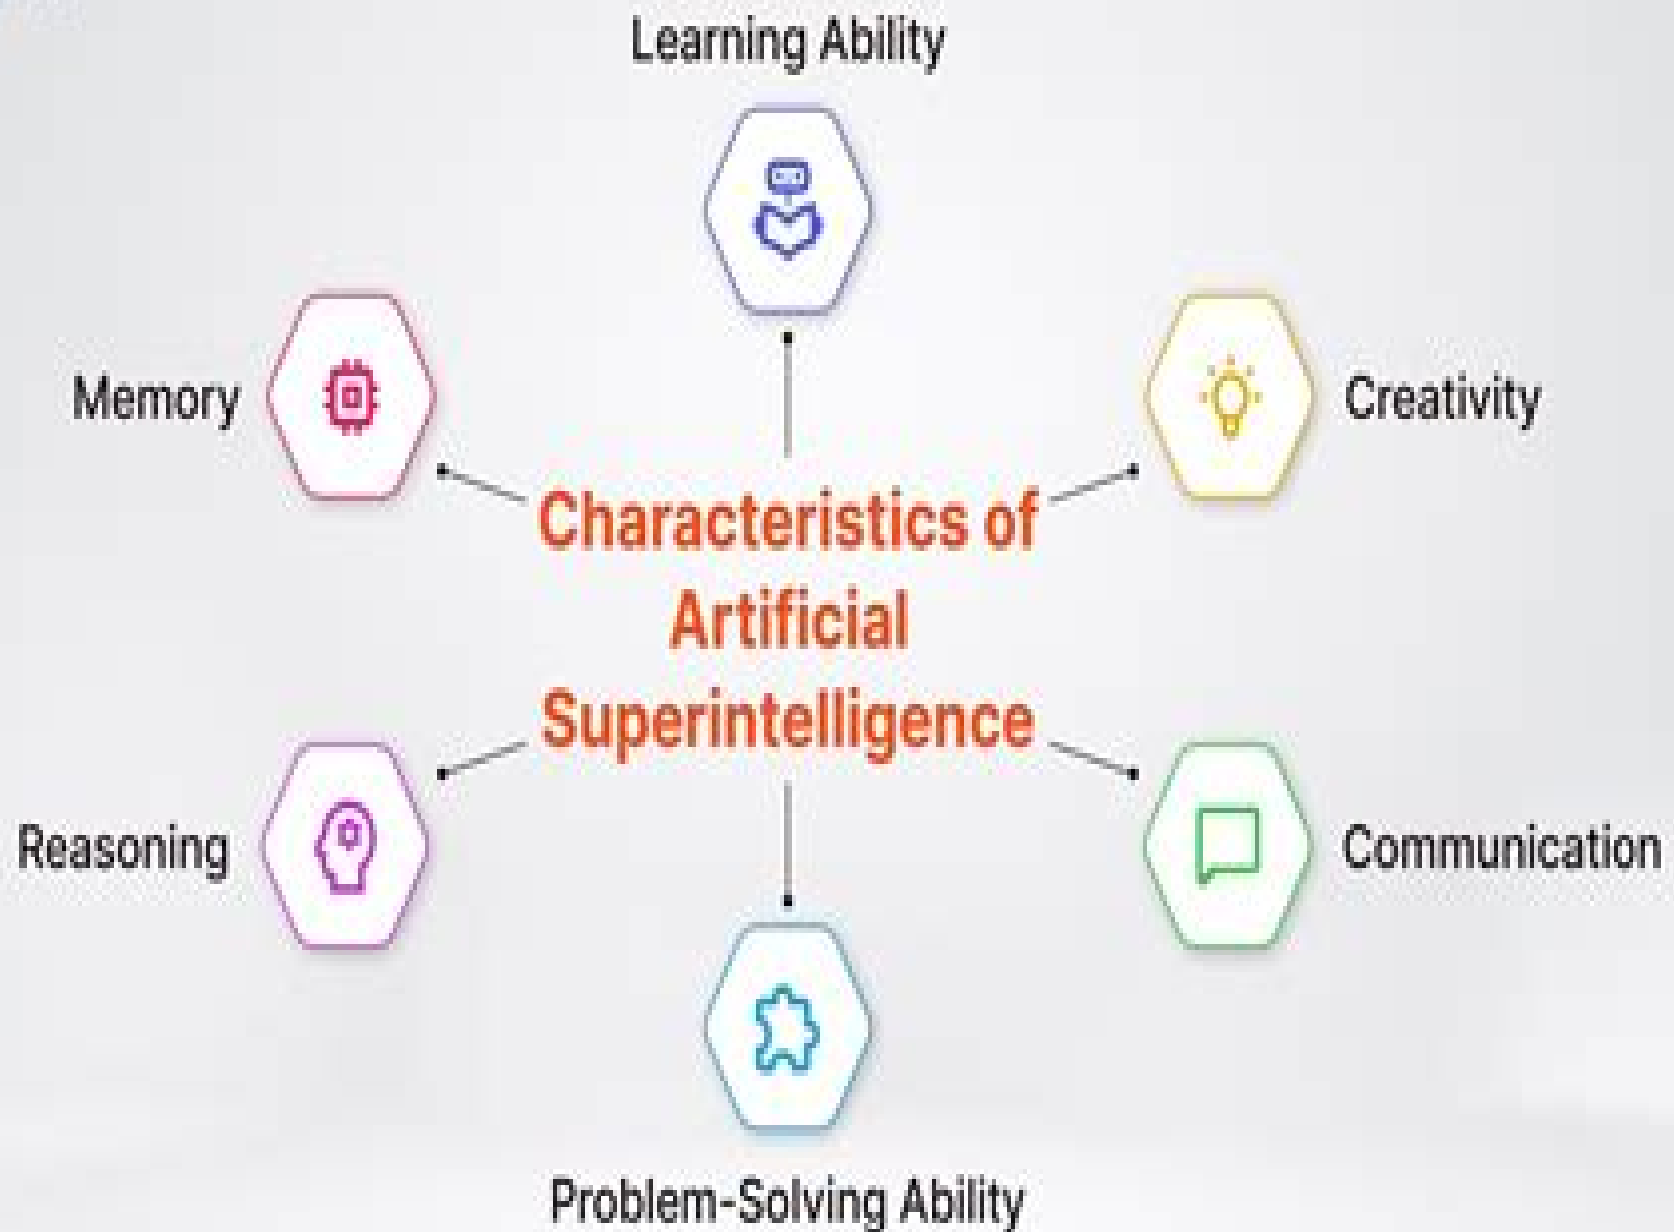 Learning Ability
Memory
Creativity
Characteristics of
Artificial
Superintelligence
Reasoning
Communication
Problem-Solving Ability